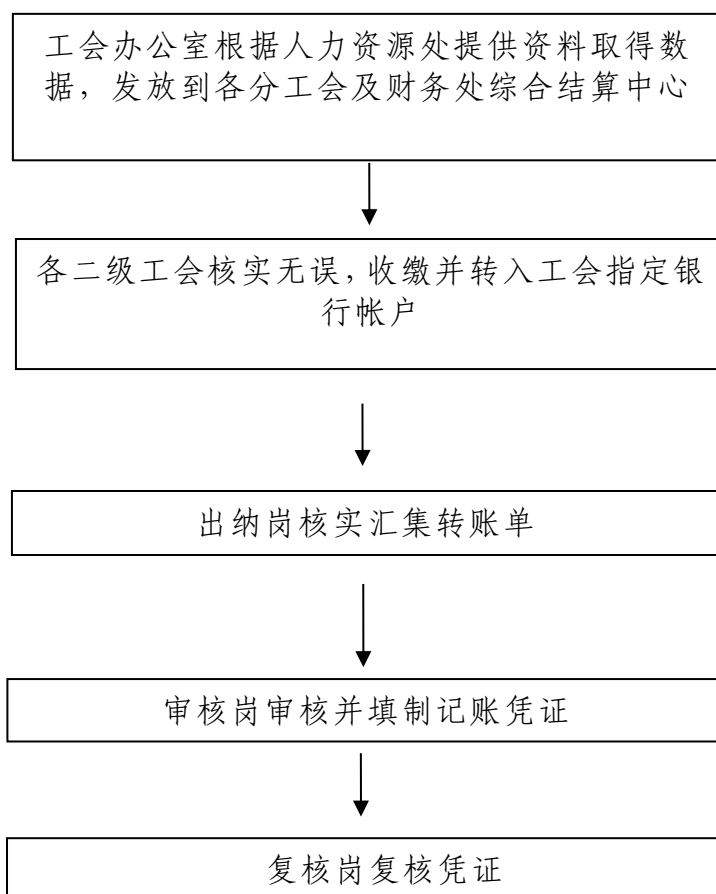 工会办公室根据人力资源处提供资料取得数
据，发放到各分工会及财务处综合结算中心
各二级工会核实无误，收缴并转入工会指定银
行帐户
出纳岗核实汇集转账单
审核岗审核并填制记账凭证
复核岗复核凭证